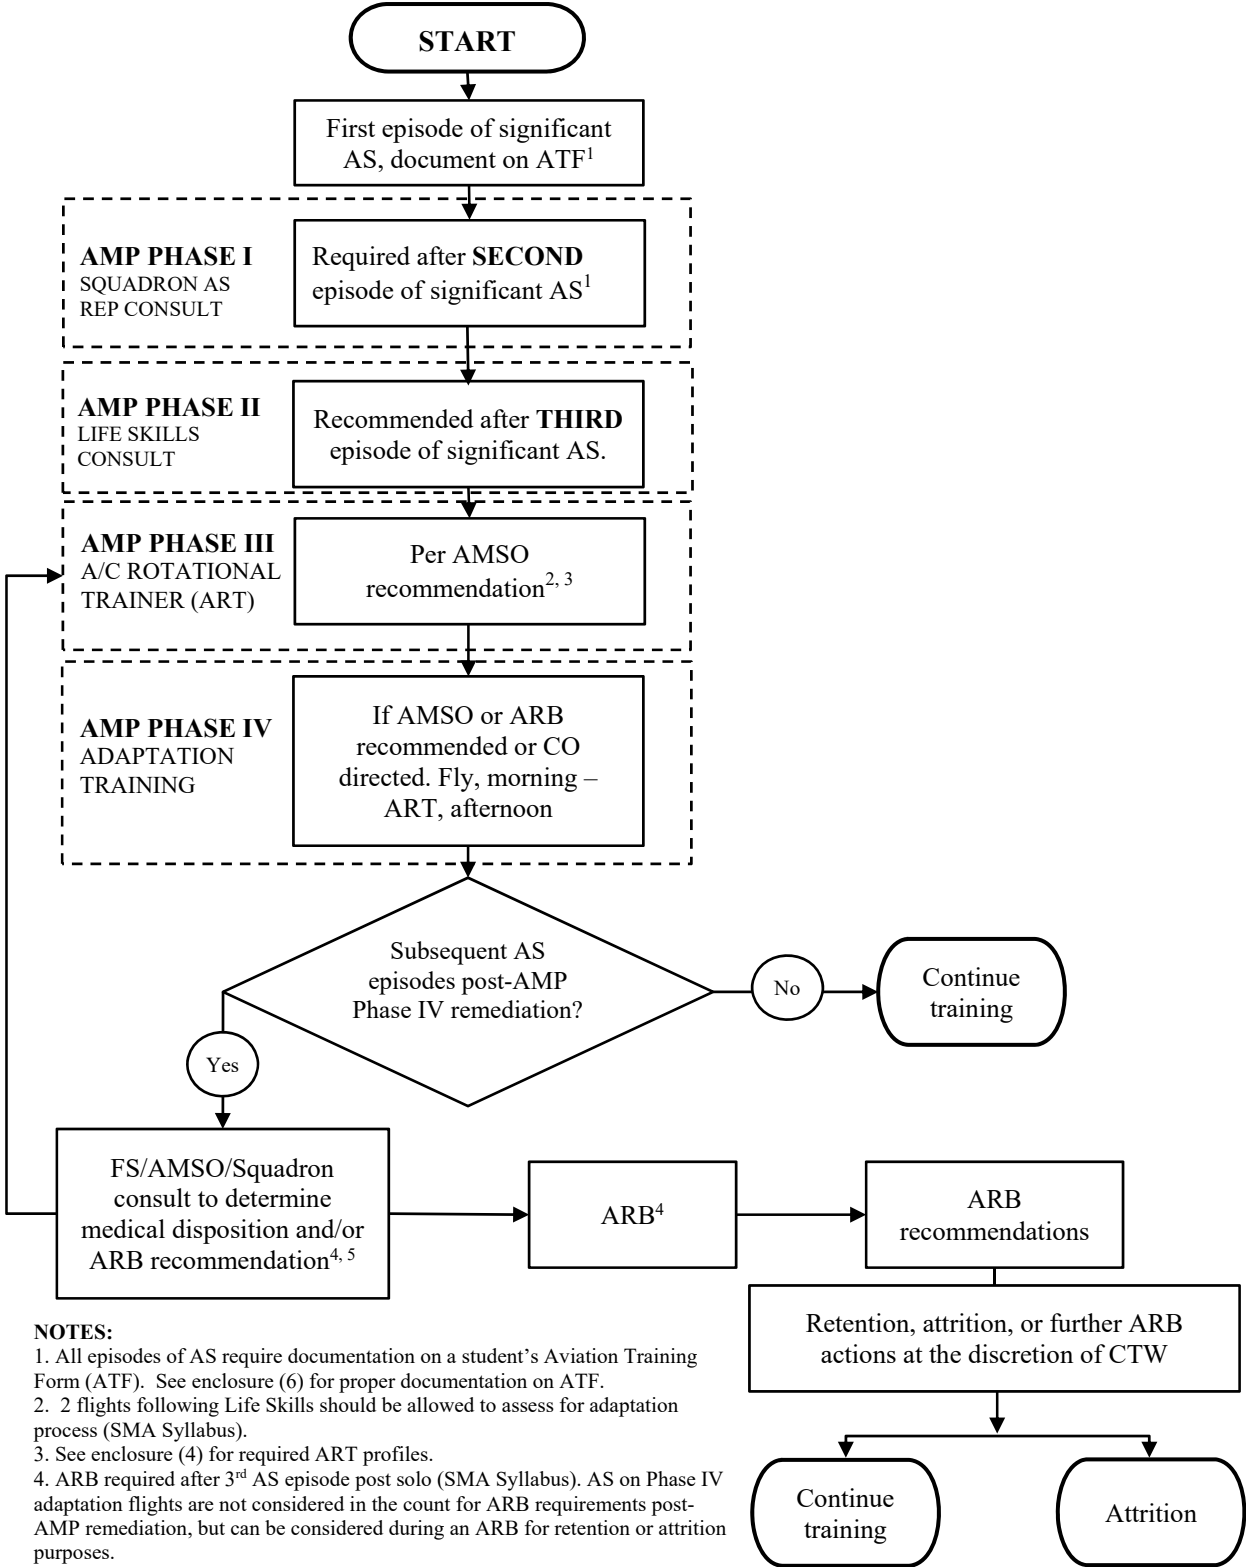 START
First episode of significant
AS, document on ATF1
AMP PHASE I
SQUADRON AS
REP CONSULT
Required after SECOND
episode of significant AS1
AMP PHASE II
LIFE SKILLS
CONSULT
Recommended after THIRD
episode of significant AS.
AMP PHASE III
A/C ROTATIONAL
TRAINER (ART)
Per AMSO
recommendation2, 3
AMP PHASE IV
ADAPTATION
TRAINING
If AMSO or ARB
recommended or CO
directed. Fly, morning –
ART, afternoon
Subsequent AS
episodes post-AMP
Phase IV remediation?
No
Continue
training
Yes
FS/AMSO/Squadron
consult to determine
medical disposition and/or
ARB recommendation4, 5
ARB4
ARB
recommendations
Retention, attrition, or further ARB
actions at the discretion of CTW
Continue
training
Attrition
NOTES:
1. All episodes of AS require documentation on a student’s Aviation Training
Form (ATF). See enclosure (6) for proper documentation on ATF.
2. 2 flights following Life Skills should be allowed to assess for adaptation
process (SMA Syllabus).
3. See enclosure (4) for required ART profiles.
4. ARB required after 3rd AS episode post solo (SMA Syllabus). AS on Phase IV
adaptation flights are not considered in the count for ARB requirements post-
AMP remediation, but can be considered during an ARB for retention or attrition
purposes.